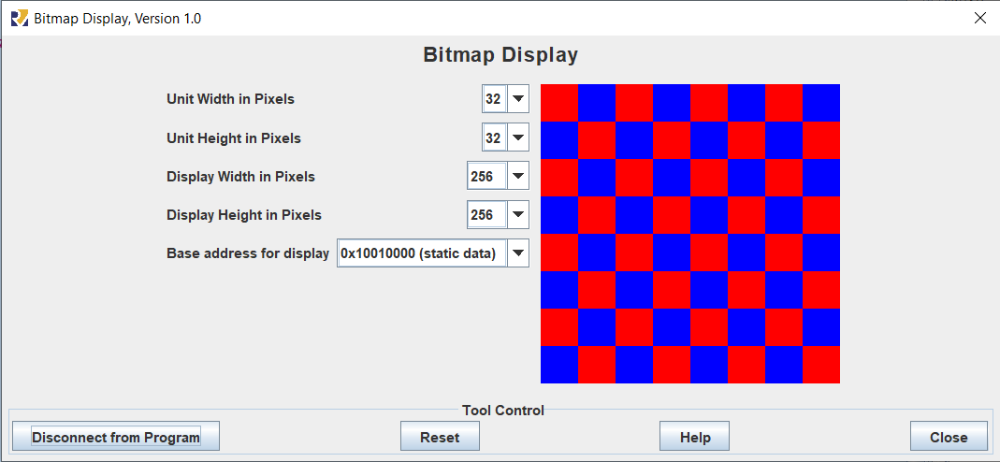 Bitmap Display, Version 1.0
Bitmap Display
Unit Width in Pixels 32
Unit Height in Pixels 32
Display Width in Pixels 256
Display Height in Pixels 256
Base address for display 0x10010000 (static data)
Tool Control
Disconnect from Program Reset Help Close